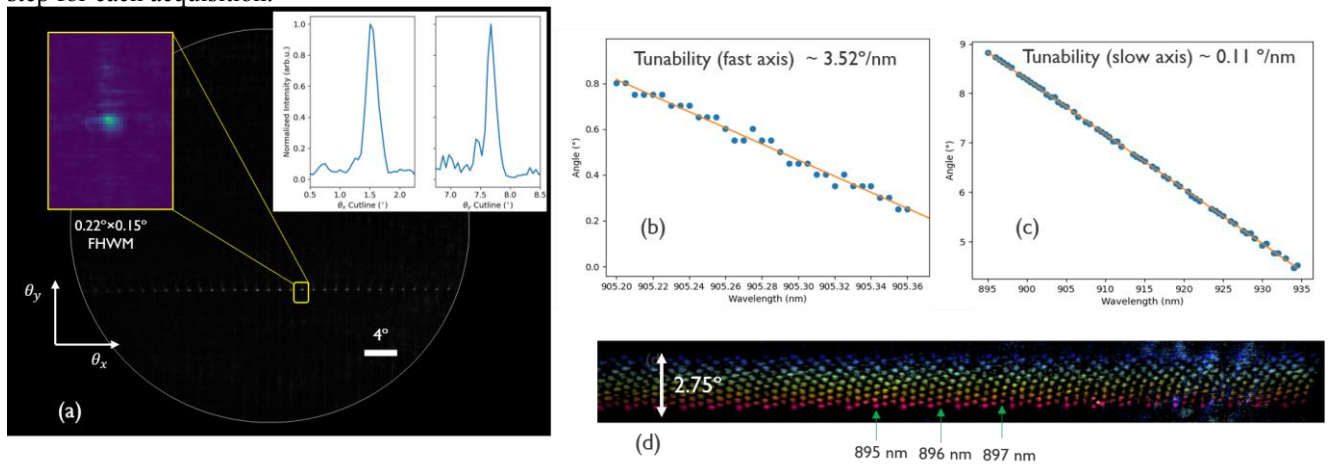 step for each acquisition.
Normalized Intensity (arb.u.)
1.0
0.8
0.6
0.4
0.2
0.0
0.5 1.0 1.5 2.0
θx Cutline (°)
7.0 7.5 8.0 8.5
θy Cutline (°)
0.22°×0.15°
FHWM
θy
θx
4°
(a)
Tunability (fast axis) ~ 3.52°/nm
Angle (°)
0.8
0.6
0.4
0.2
0.0
(b)
905.20 905.22 905.24 905.26 905.28 905.30 905.32 905.34 905.36
Wavelength (nm)
Tunability (slow axis) ~ 0.11 °/nm
Angle (°)
9
8
7
6
5
(c)
895 900 905 910 915 920 925 930 935
Wavelength (nm)
2.75°
(d)
895 nm 896 nm 897 nm